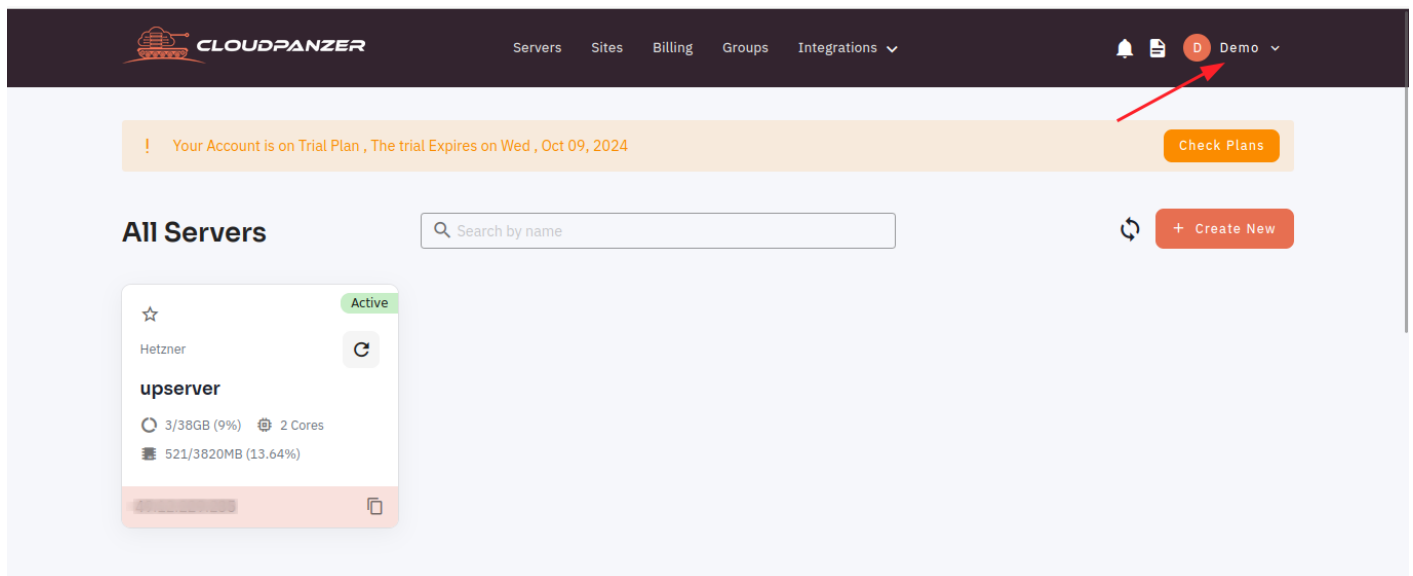 CLOUDPANZER
Servers Sites Billing Groups Integrations
D Demo
! Your Account is on Trial Plan , The trial Expires on Wed , Oct 09, 2024
Check Plans
All Servers
Search by name
+ Create New
Active
Hetzner
upserver
3/38GB (9%) 2 Cores
521/3820MB (13.64%)